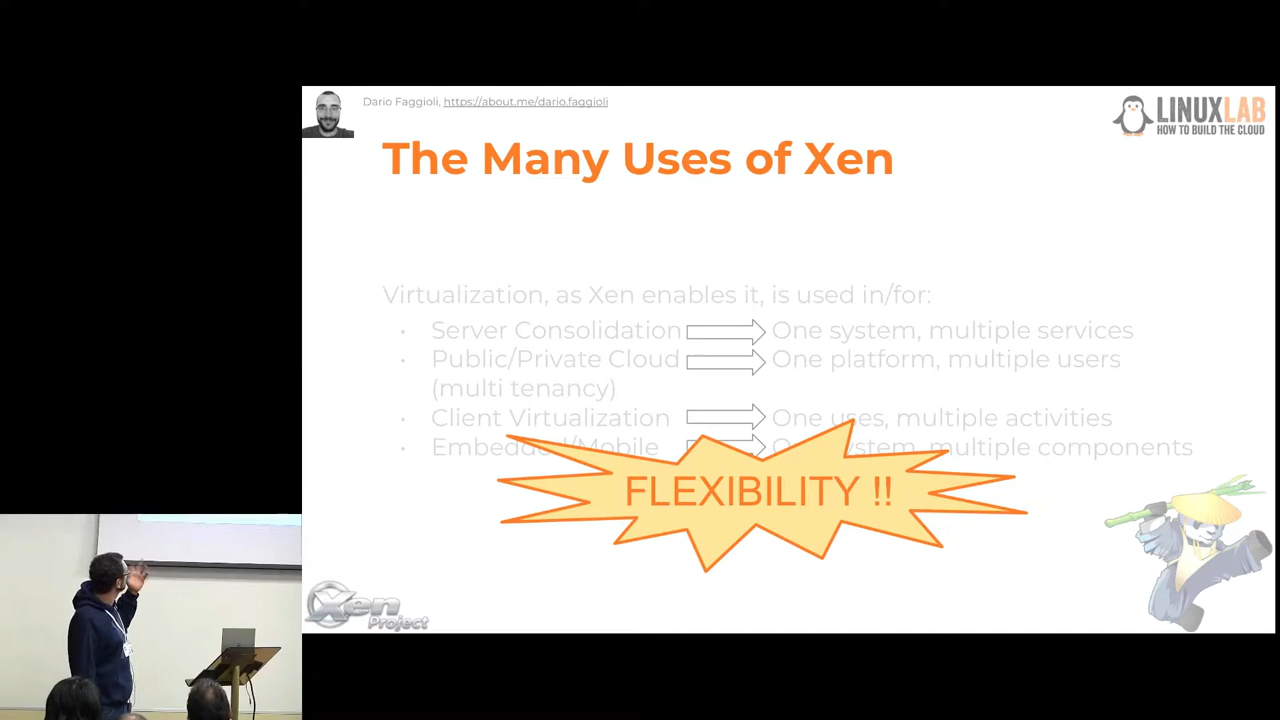 Dario Faggioli, https://about.me/dario.faggioli
LINUXLAB
HOW TO BUILD THE CLOUD
The Many Uses of Xen
Virtualization, as Xen enables it, is used in/for:
• Server Consolidation One system, multiple services
• Public/Private Cloud One platform, multiple users
(multi tenancy)
• Client Virtualization One uses, multiple activities
• Embedded/Mobile One system, multiple components
FLEXIBILITY !!
Xen
Project